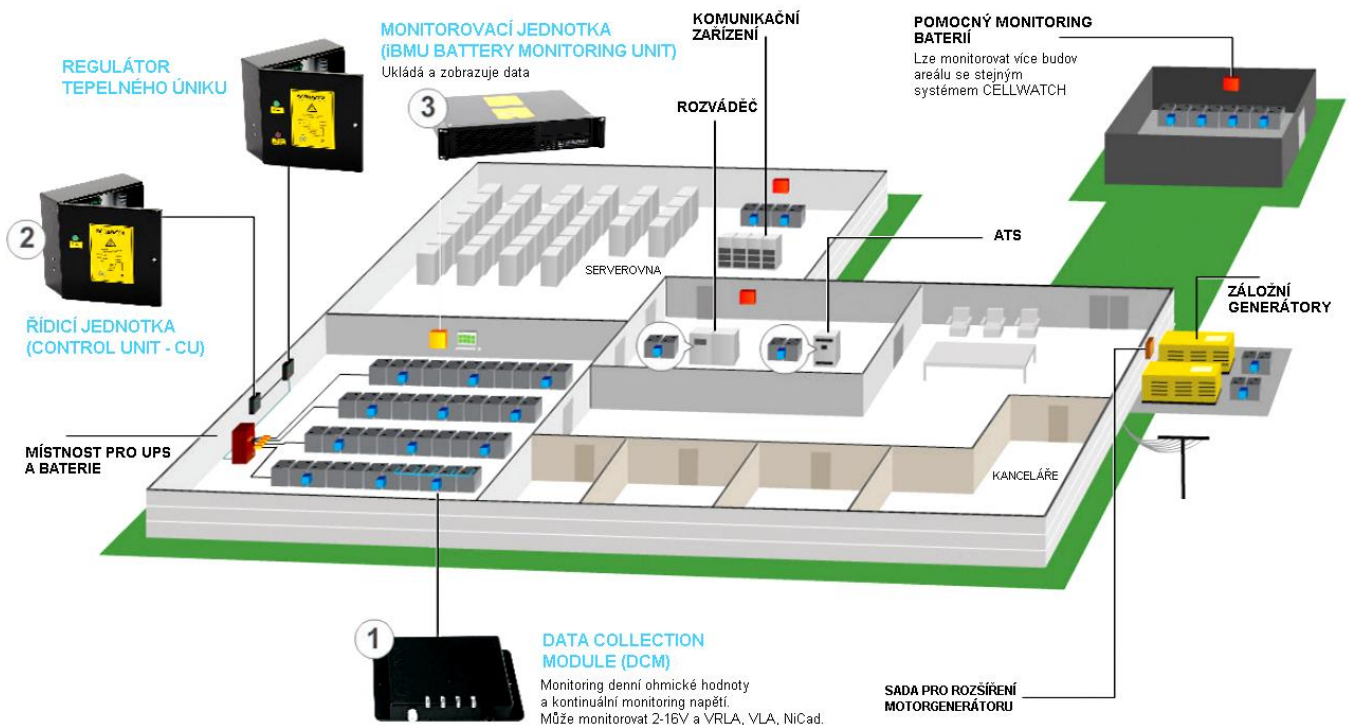 MONITOROVACÍ JEDNOTKA
(iBMU BATTERY MONITORING UNIT)
Ukládá a zobrazuje data
3
KOMUNIKAČNÍ
ZAŘÍZENÍ
POMOCNÝ MONITORING
BATERIÍ
Lze monitorovat více budov
areálu se stejným
systémem CELLWATCH
REGULÁTOR
TEPELNÉHO ÚNIKU
ROZVÁDĚČ
2
ŘÍDICÍ JEDNOTKA
(CONTROL UNIT - CU)
SERVEROVNA
ATS
ZÁLOŽNÍ
GENERÁTORY
MÍSTNOST PRO UPS
A BATERIE
KANCELÁŘE
1
DATA COLLECTION
MODULE (DCM)
Monitoring denní ohmické hodnoty
a kontinuální monitoring napětí.
Může monitorovat 2-16V a VRLA, VLA, NiCad.
SADA PRO ROZŠÍŘENÍ
MOTORGENERÁTORU